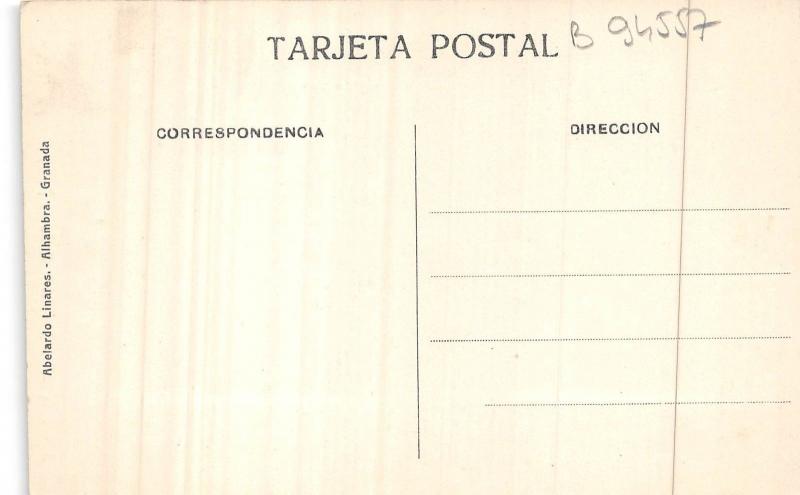 TARJETA POSTAL B 94557
CORRESPONDENCIA
DIRECCION
Abelardo Linares. - Alhambra. - Granada